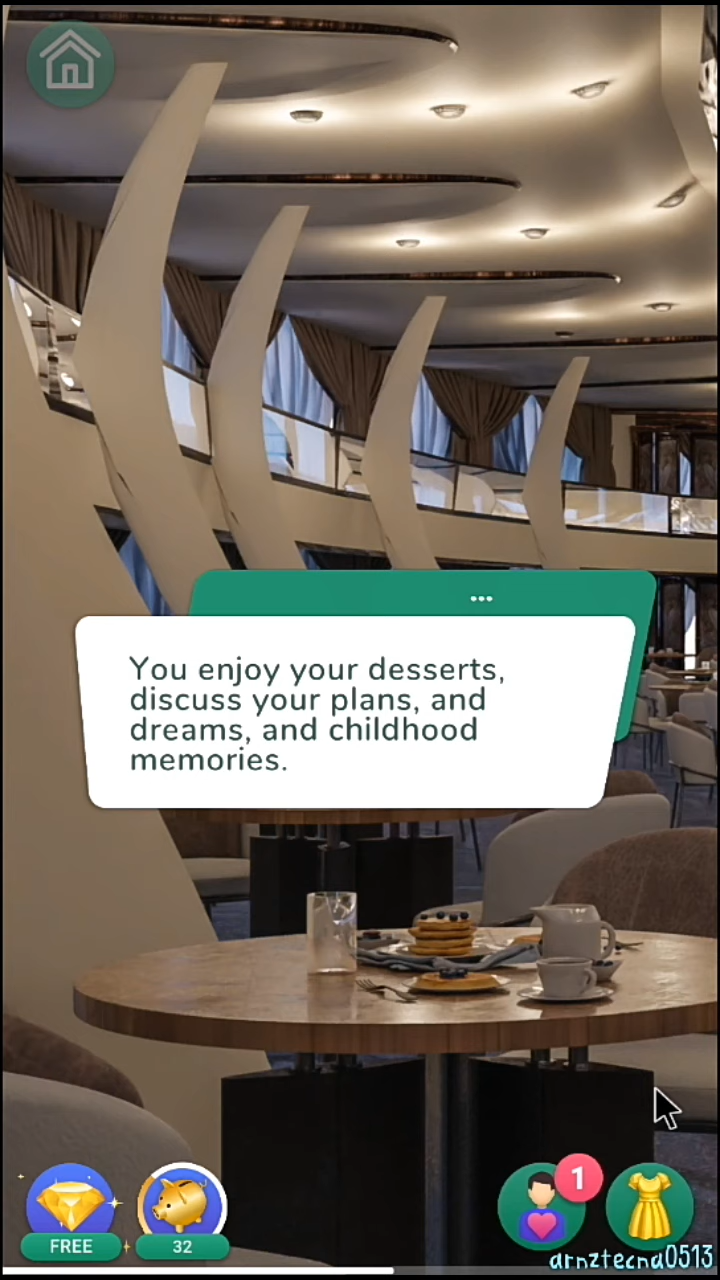 ...
You enjoy your desserts,
discuss your plans, and
dreams, and childhood
memories.
1
FREE
32
arnztecna0513